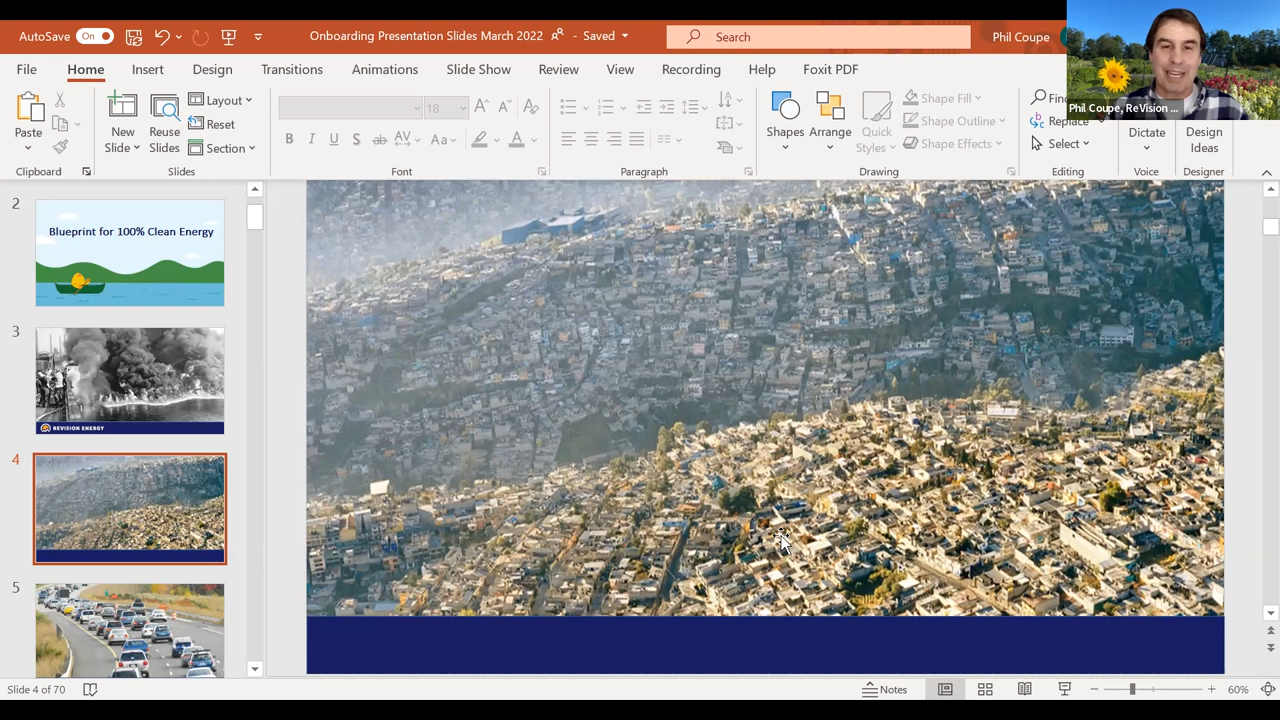 AutoSave On
Onboarding Presentation Slides March 2022 - Saved
Search
Phil Coupe
File Home Insert Design Transitions Animations Slide Show Review View Recording Help Foxit PDF
Paste
New Slide
Reuse Slides
Layout
Reset
Section
18
B I U S ab AV Aa A
Shapes
Arrange
Quick Styles
Shape Fill
Shape Outline
Shape Effects
Replace
Select
Dictate
Design Ideas
Phil Coupe, ReVision ...
Clipboard Slides Font Paragraph Drawing Editing Voice Designer
2
Blueprint for 100% Clean Energy
3
REVISION ENERGY
4
5
Slide 4 of 70
Notes
60%